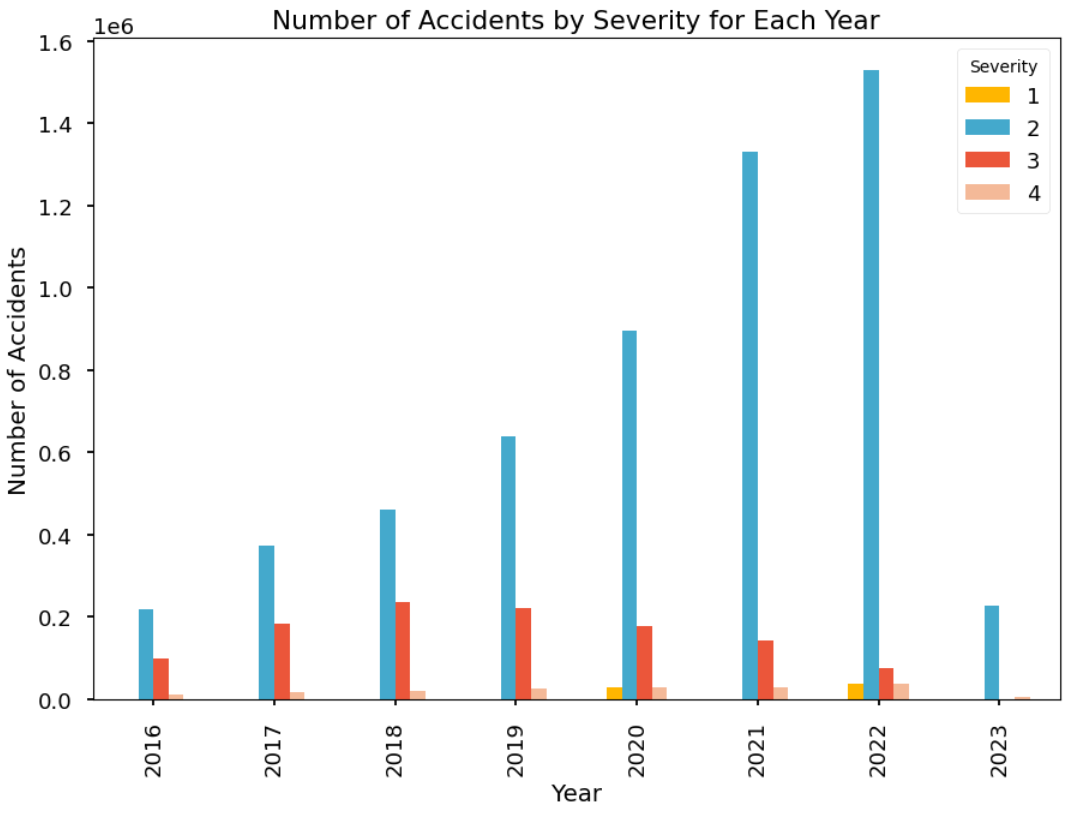 Number of Accidents by Severity for Each Year
1e6
1.6
1.4
1.2
1.0
0.8
0.6
0.4
0.2
0.0
Number of Accidents
Severity
1
2
3
4
2016 2017 2018 2019 2020 2021 2022 2023
Year